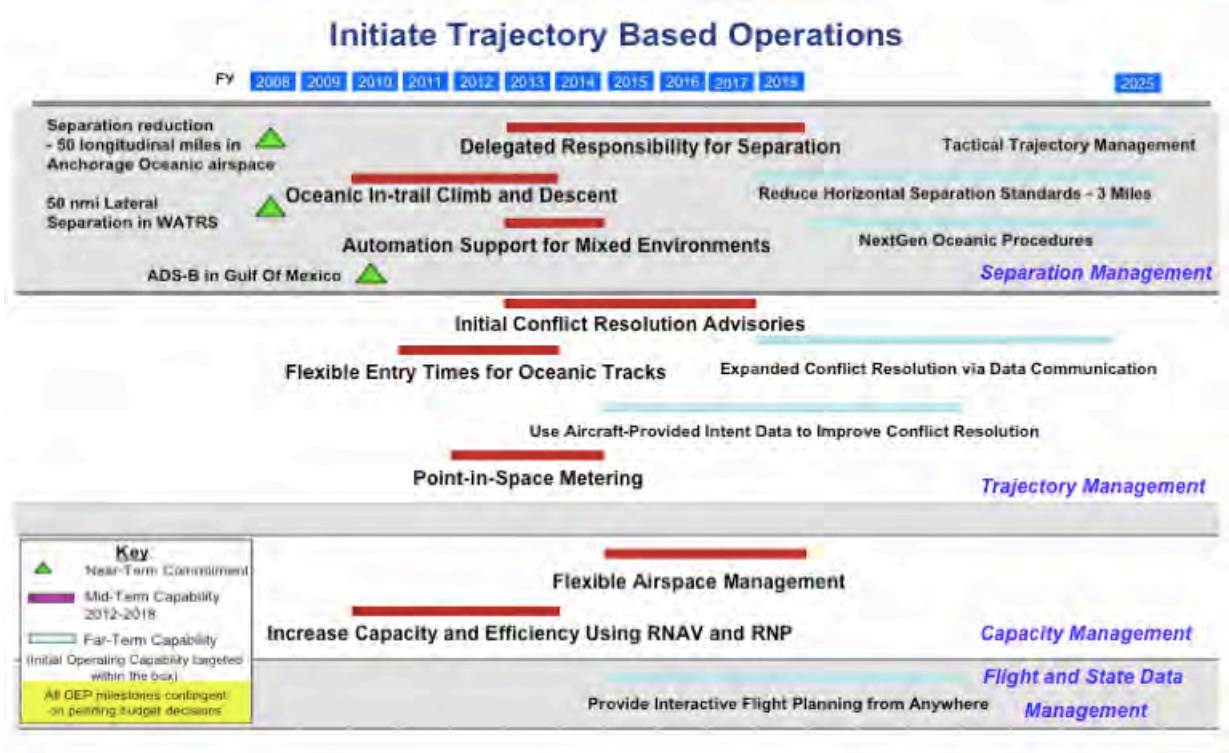 Initiate Trajectory Based Operations
FY 2008 2009 2010 2011 2012 2013 2014 2015 2016 2017 2018 2025
Separation reduction
- 50 longitudinal miles in
Anchorage Oceanic airspace
Delegated Responsibility for Separation
Tactical Trajectory Management
Oceanic In-trail Climb and Descent
Reduce Horizontal Separation Standards - 3 Miles
50 nmi Lateral
Separation in WATRS
Automation Support for Mixed Environments
NextGen Oceanic Procedures
ADS-B in Gulf Of Mexico
Separation Management
Initial Conflict Resolution Advisories
Flexible Entry Times for Oceanic Tracks
Expanded Conflict Resolution via Data Communication
Use Aircraft-Provided Intent Data to Improve Conflict Resolution
Point-in-Space Metering
Trajectory Management
Key
Near-Term Commitment
Mid-Term Capability
2012-2018
Far-Term Capability
(Initial Operating Capability targeted
within the box)
All OEP milestones contingent
on pending budget decisions
Flexible Airspace Management
Increase Capacity and Efficiency Using RNAV and RNP
Capacity Management
Flight and State Data
Management
Provide Interactive Flight Planning from Anywhere